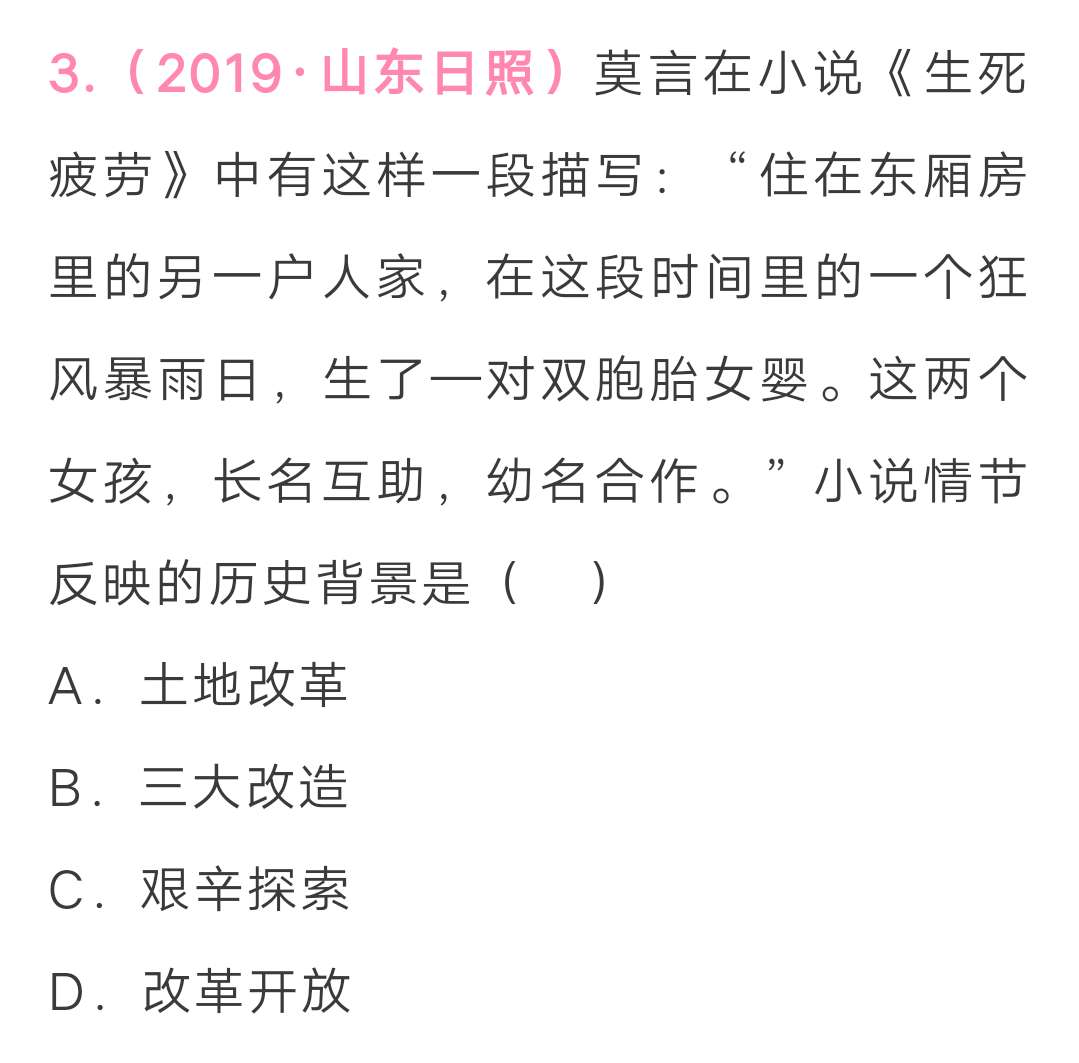 3.（2019·山东日照）莫言在小说《生死
疲劳》中有这样一段描写：“住在东厢房
里的另一户人家，在这段时间里的一个狂
风暴雨日，生了一对双胞胎女婴。这两个
女孩，长名互助，幼名合作。”小说情节
反映的历史背景是（　）
A．土地改革
B．三大改造
C．艰辛探索
D．改革开放